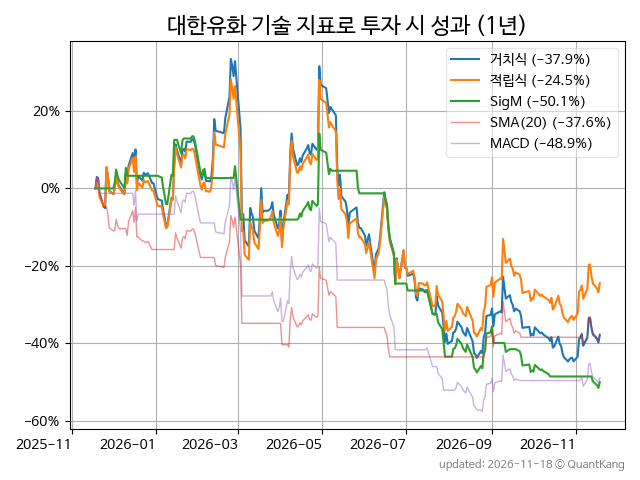 대한유화 기술 지표로 투자 시 성과 (1년)
거치식 (−37.9%)
적립식 (−24.5%)
SigM (−50.1%)
SMA(20) (−37.6%)
MACD (−48.9%)
20%
0%
−20%
−40%
−60%
2025-11 2026-01 2026-03 2026-05 2026-07 2026-09 2026-11
updated: 2026-11-18 © QuantKang